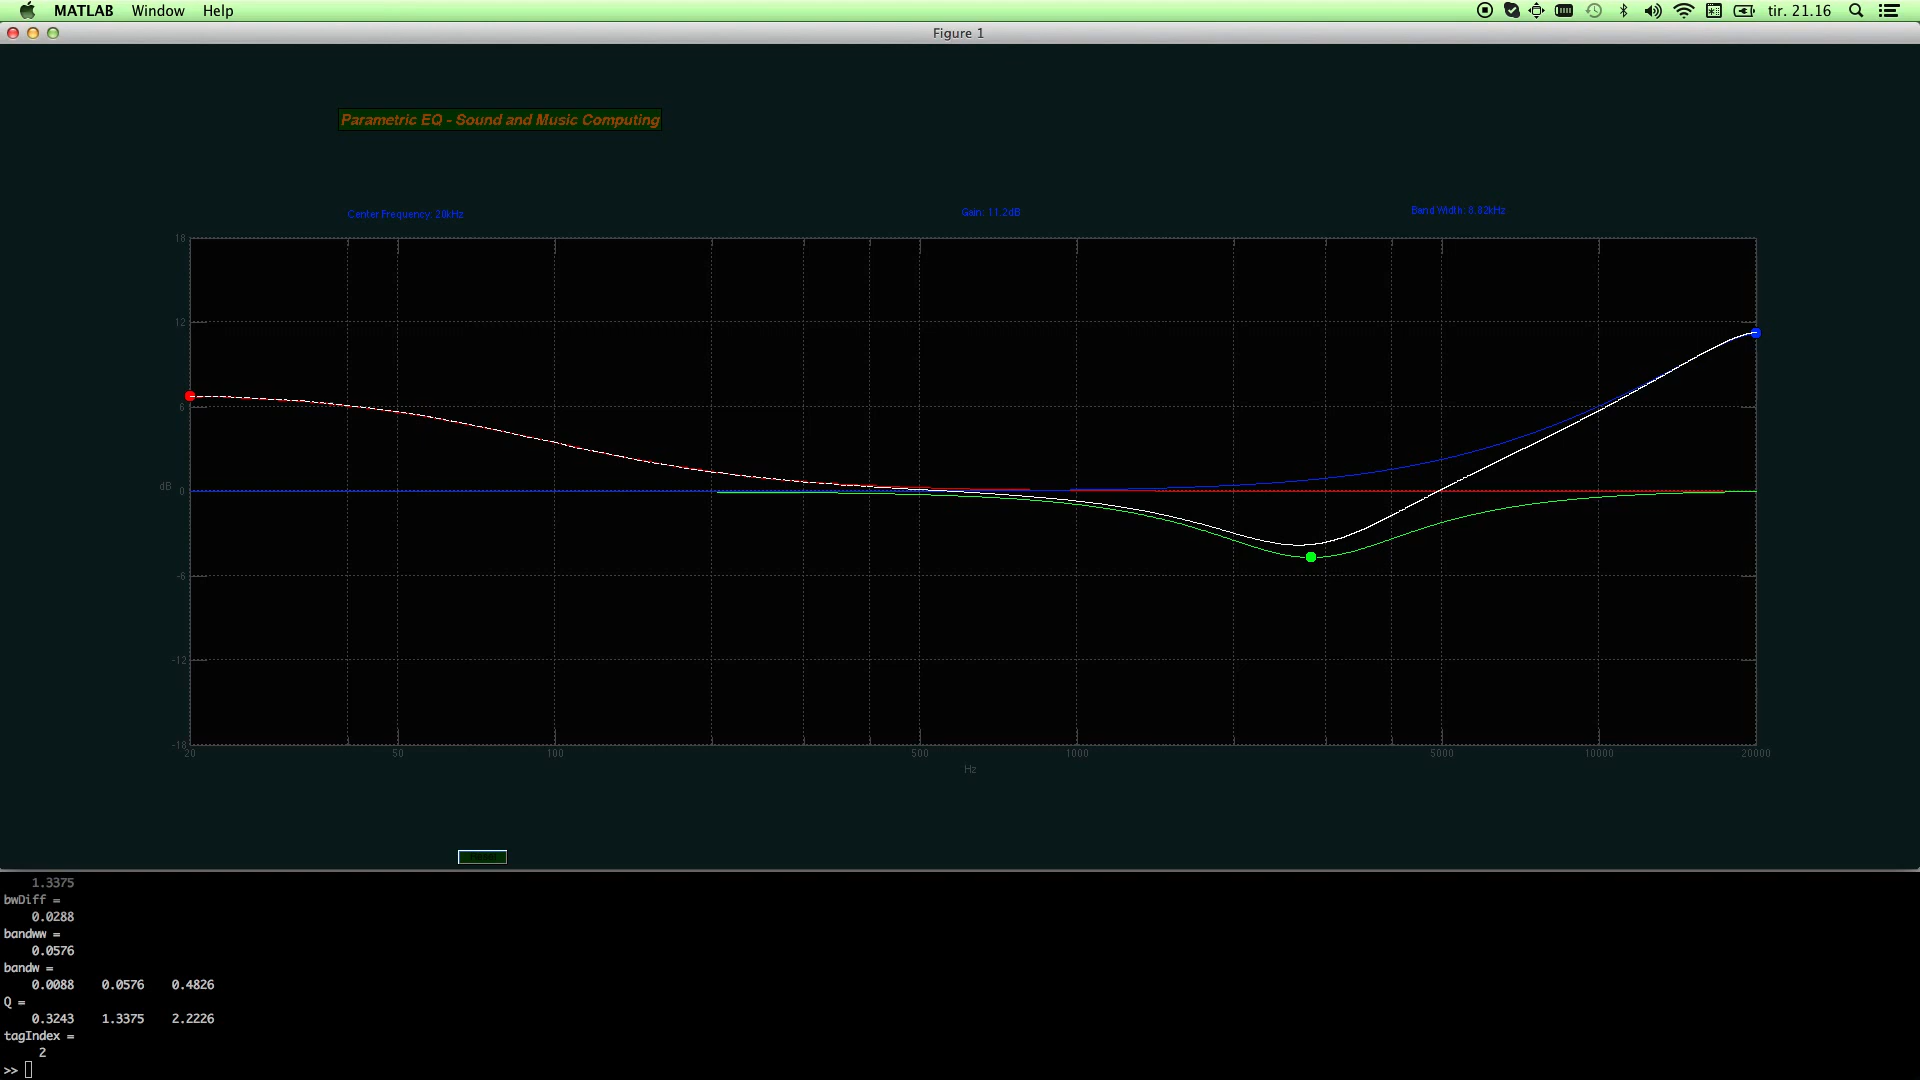 MATLAB Window Help tir. 21.16
Figure 1
Parametric EQ - Sound and Music Computing
Center Frequency: 20kHz Gain: 11.2dB Band Width: 8.82kHz
18
12
6
dB 0
-6
-12
-18
20 50 100 500 1000 5000 10000 20000
Hz
1.3375
bwDiff =
0.0288
bandww =
0.0576
bandw =
0.0088 0.0576 0.4826
Q =
0.3243 1.3375 2.2226
tagIndex =
2
>>